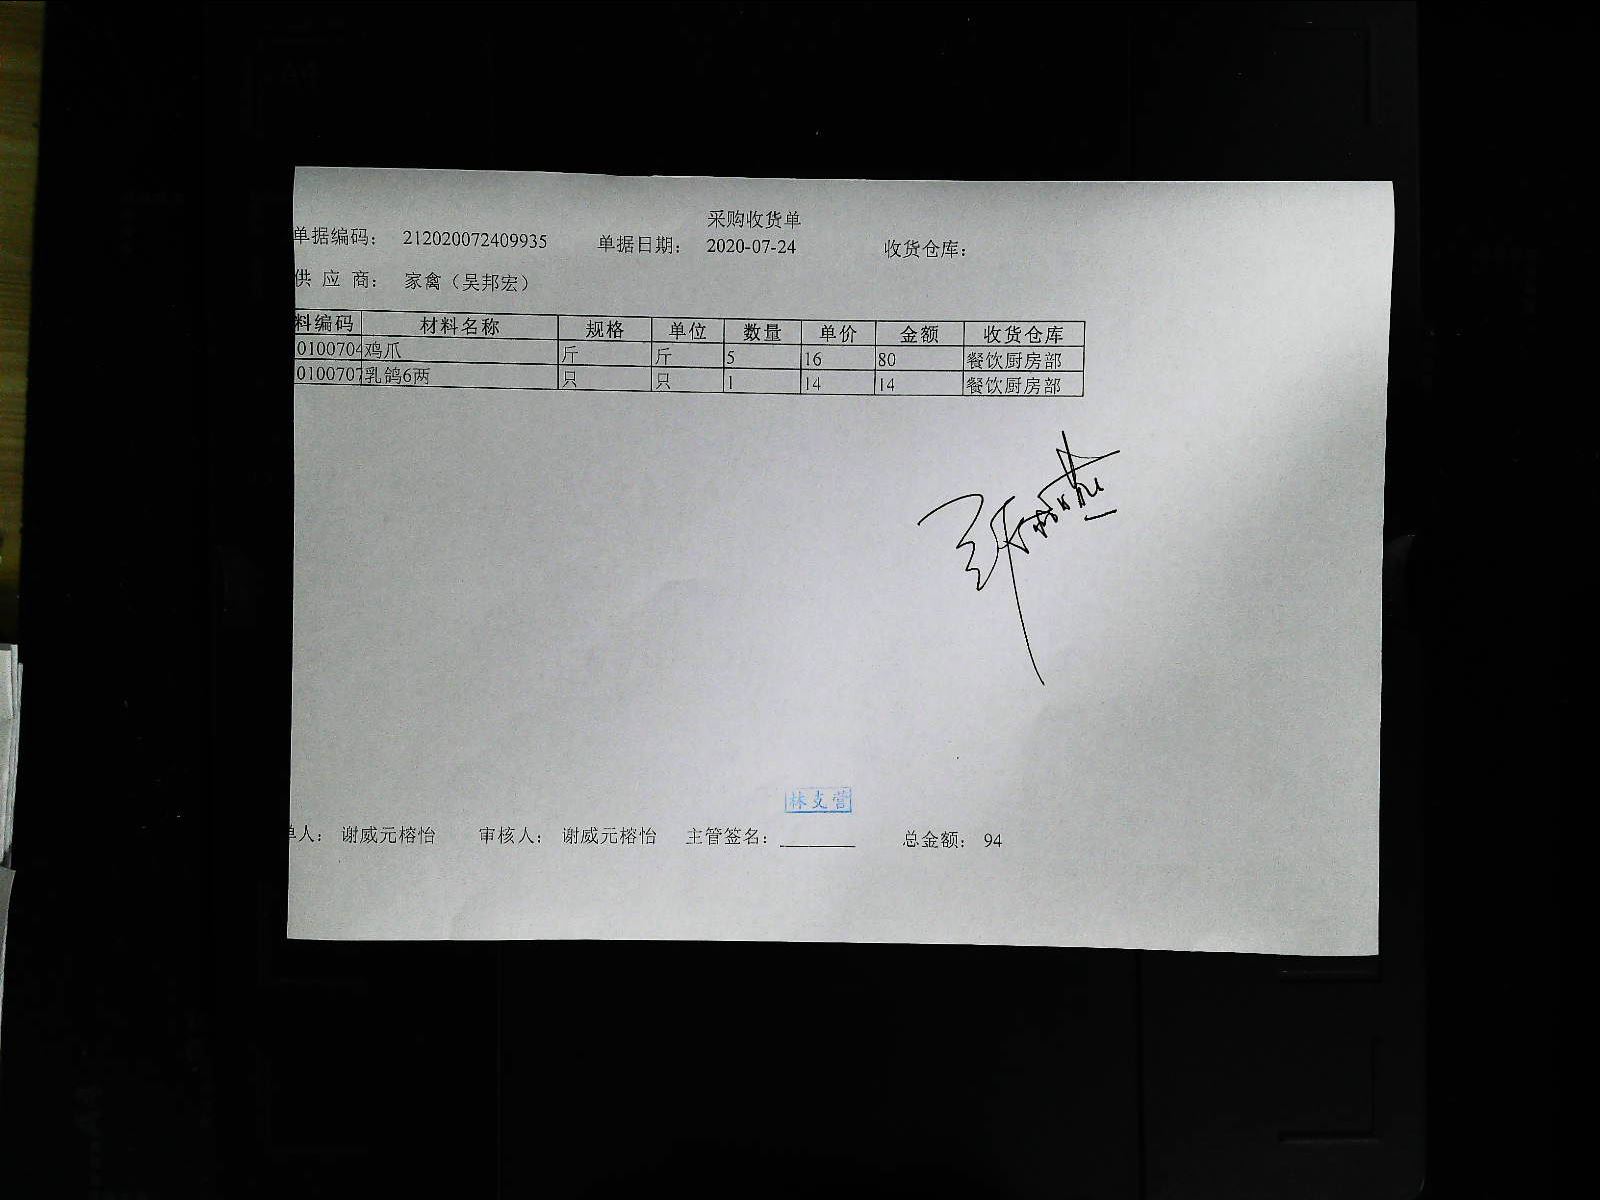 采购收货单
单据编码： 212020072409935 单据日期： 2020-07-24 收货仓库：
供 应 商： 家禽（吴邦宏）
料编码 材料名称 规格 单位 数量 单价 金额 收货仓库
0100704 鸡爪 斤 斤 5 16 80 餐饮厨房部
0100707 乳鸽6两 只 只 1 14 14 餐饮厨房部
林支营
单人： 谢威元榕怡 审核人： 谢威元榕怡 主管签名： 总金额： 94